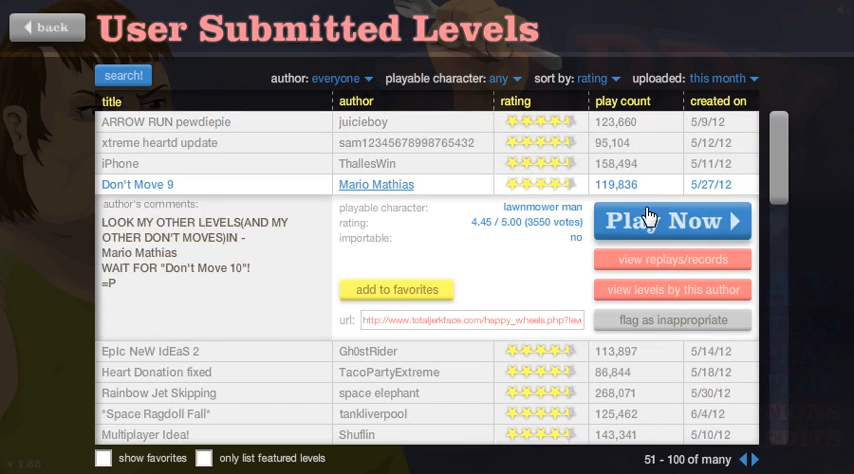 back
User Submitted Levels
search!
author: everyone playable character: any sort by: rating uploaded: this month
title author rating play count created on
ARROW RUN pewdiepie juicieboy 123,660 5/9/12
xtreme heartd update sam12345678998765432 95,104 5/12/12
iPhone ThallesWin 158,494 5/11/12
Don't Move 9 Mario Mathias 119,836 5/27/12
author's comments:
LOOK MY OTHER LEVELS(AND MY
OTHER DON'T MOVES)IN -
Mario Mathias
WAIT FOR "Don't Move 10"!
=P
playable character: lawnmower man
rating: 4.45 / 5.00 (3550 votes)
importable: no
add to favorites
url: http://www.totaljerkface.com/happy_wheels.php?lev
Play Now
view replays/records
view levels by this author
flag as inappropriate
EpIc NeW IdEaS 2 Gh0stRider 113,897 5/14/12
Heart Donation fixed TacoPartyExtreme 86,844 5/18/12
Rainbow Jet Skipping space elephant 268,071 5/30/12
*Space Ragdoll Fall* tankliverpool 125,462 6/4/12
Multiplayer Idea! Shuflin 143,341 5/10/12
show favorites only list featured levels 51 - 100 of many
v 1.65